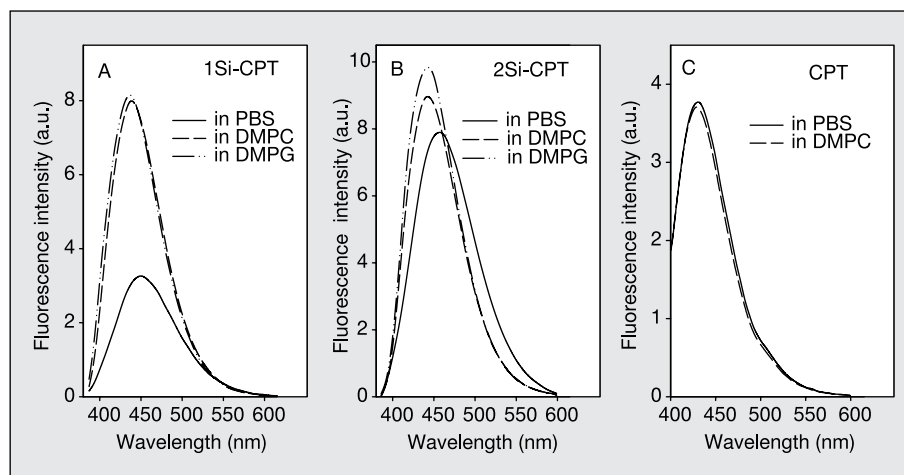 A
1Si-CPT
in PBS
in DMPC
in DMPG
Fluorescence intensity (a.u.)
8
6
4
2
0
400 450 500 550 600
Wavelength (nm)
B
2Si-CPT
in PBS
in DMPC
in DMPG
Fluorescence intensity (a.u.)
10
8
6
4
2
0
400 450 500 550 600
Wavelength (nm)
C
CPT
in PBS
in DMPC
Fluorescence intensity (a.u.)
4
3
2
1
0
400 450 500 550 600
Wavelength (nm)